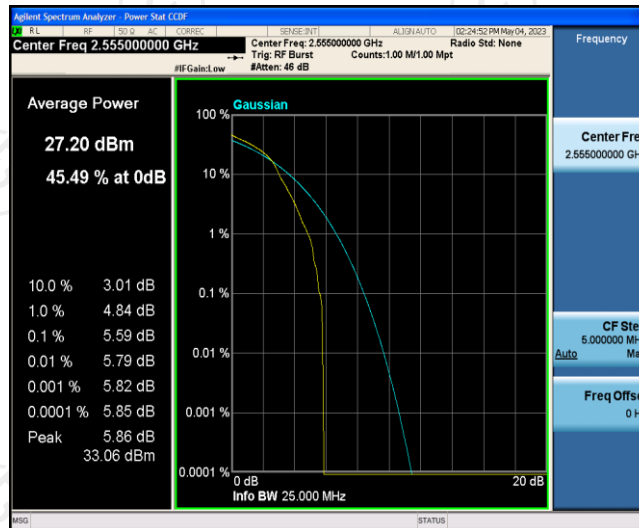 Agilent Spectrum Analyzer - Power Stat CCDF
RL RF 50 Ω AC CORREC SENSE:INT ALIGNAUTO 02:24:52 PM May 04, 2023
Center Freq 2.555000000 GHz
Center Freq: 2.555000000 GHz Radio Std: None
Trig: RF Burst Counts:1.00 M/1.00 Mpt
#IFGain:Low #Atten: 46 dB
Frequency
Average Power
27.20 dBm
45.49 % at 0dB
10.0 % 3.01 dB
1.0 % 4.84 dB
0.1 % 5.59 dB
0.01 % 5.79 dB
0.001 % 5.82 dB
0.0001 % 5.85 dB
Peak 5.86 dB
33.06 dBm
Gaussian
100 %
10 %
1 %
0.1 %
0.01 %
0.001 %
0.0001 %
0 dB 20 dB
Info BW 25.000 MHz
Center Fre
2.555000000 GH
CF Ste
5.000000 MH
Auto Ma
Freq Offse
0 H
MSG STATUS